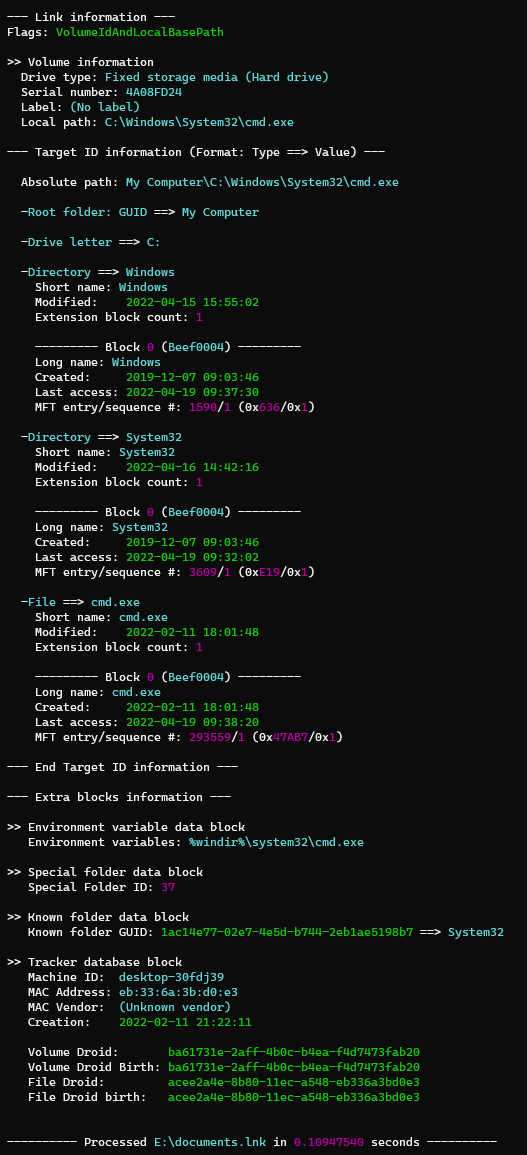 --- Link information ---
Flags: VolumeIdAndLocalBasePath
>> Volume information
Drive type: Fixed storage media (Hard drive)
Serial number: 4A08FD24
Label: (No label)
Local path: C:\Windows\System32\cmd.exe
--- Target ID information (Format: Type ==> Value) ---
Absolute path: My Computer\C:\Windows\System32\cmd.exe
-Root folder: GUID ==> My Computer
-Drive letter ==> C:
-Directory ==> Windows
Short name: Windows
Modified: 2022-04-15 15:55:02
Extension block count: 1
--------- Block 0 (Beef0004) ---------
Long name: Windows
Created: 2019-12-07 09:03:46
Last access: 2022-04-19 09:37:30
MFT entry/sequence #: 1590/1 (0x636/0x1)
-Directory ==> System32
Short name: System32
Modified: 2022-04-16 14:42:16
Extension block count: 1
--------- Block 0 (Beef0004) ---------
Long name: System32
Created: 2019-12-07 09:03:46
Last access: 2022-04-19 09:32:02
MFT entry/sequence #: 3609/1 (0xE19/0x1)
-File ==> cmd.exe
Short name: cmd.exe
Modified: 2022-02-11 18:01:48
Extension block count: 1
--------- Block 0 (Beef0004) ---------
Long name: cmd.exe
Created: 2022-02-11 18:01:48
Last access: 2022-04-19 09:38:20
MFT entry/sequence #: 293559/1 (0x47AB7/0x1)
--- End Target ID information ---
--- Extra blocks information ---
>> Environment variable data block
Environment variables: %windir%\system32\cmd.exe
>> Special folder data block
Special Folder ID: 37
>> Known folder data block
Known folder GUID: 1ac14e77-02e7-4e5d-b744-2eb1ae5198b7 ==> System32
>> Tracker database block
Machine ID: desktop-30fdj39
MAC Address: eb:33:6a:3b:d0:e3
MAC Vendor: (Unknown vendor)
Creation: 2022-02-11 21:22:11
Volume Droid: ba61731e-2aff-4b0c-b4ea-f4d7473fab20
Volume Droid Birth: ba61731e-2aff-4b0c-b4ea-f4d7473fab20
File Droid: acee2a4e-8b80-11ec-a548-eb336a3bd0e3
File Droid birth: acee2a4e-8b80-11ec-a548-eb336a3bd0e3
---------- Processed E:\documents.lnk in 0.10947540 seconds ----------